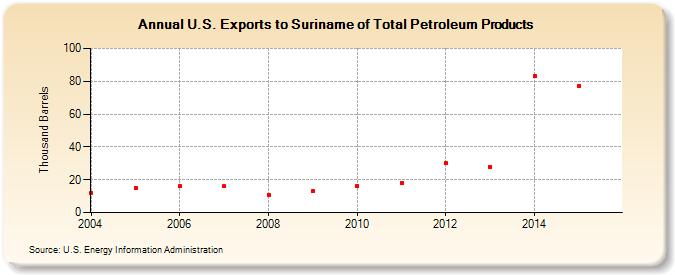 Annual U.S. Exports to Suriname of Total Petroleum Products
Thousand Barrels
100
80
60
40
20
0
2004 2006 2008 2010 2012 2014
Source: U.S. Energy Information Administration